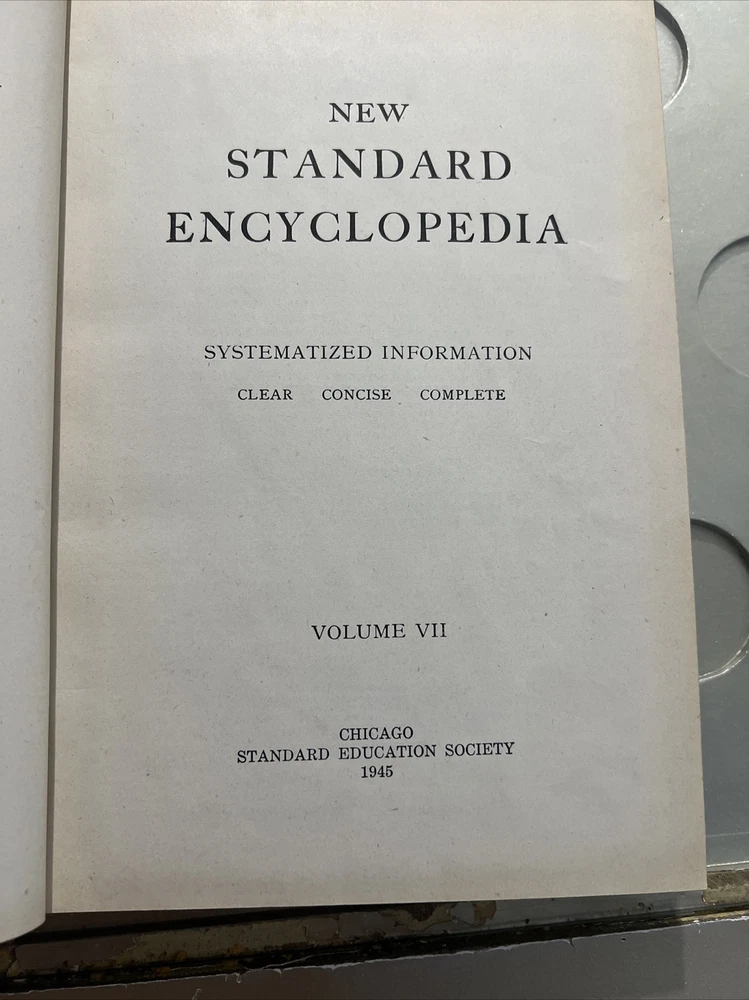 NEW
STANDARD
ENCYCLOPEDIA
SYSTEMATIZED INFORMATION
CLEAR CONCISE COMPLETE
VOLUME VII
CHICAGO
STANDARD EDUCATION SOCIETY
1945